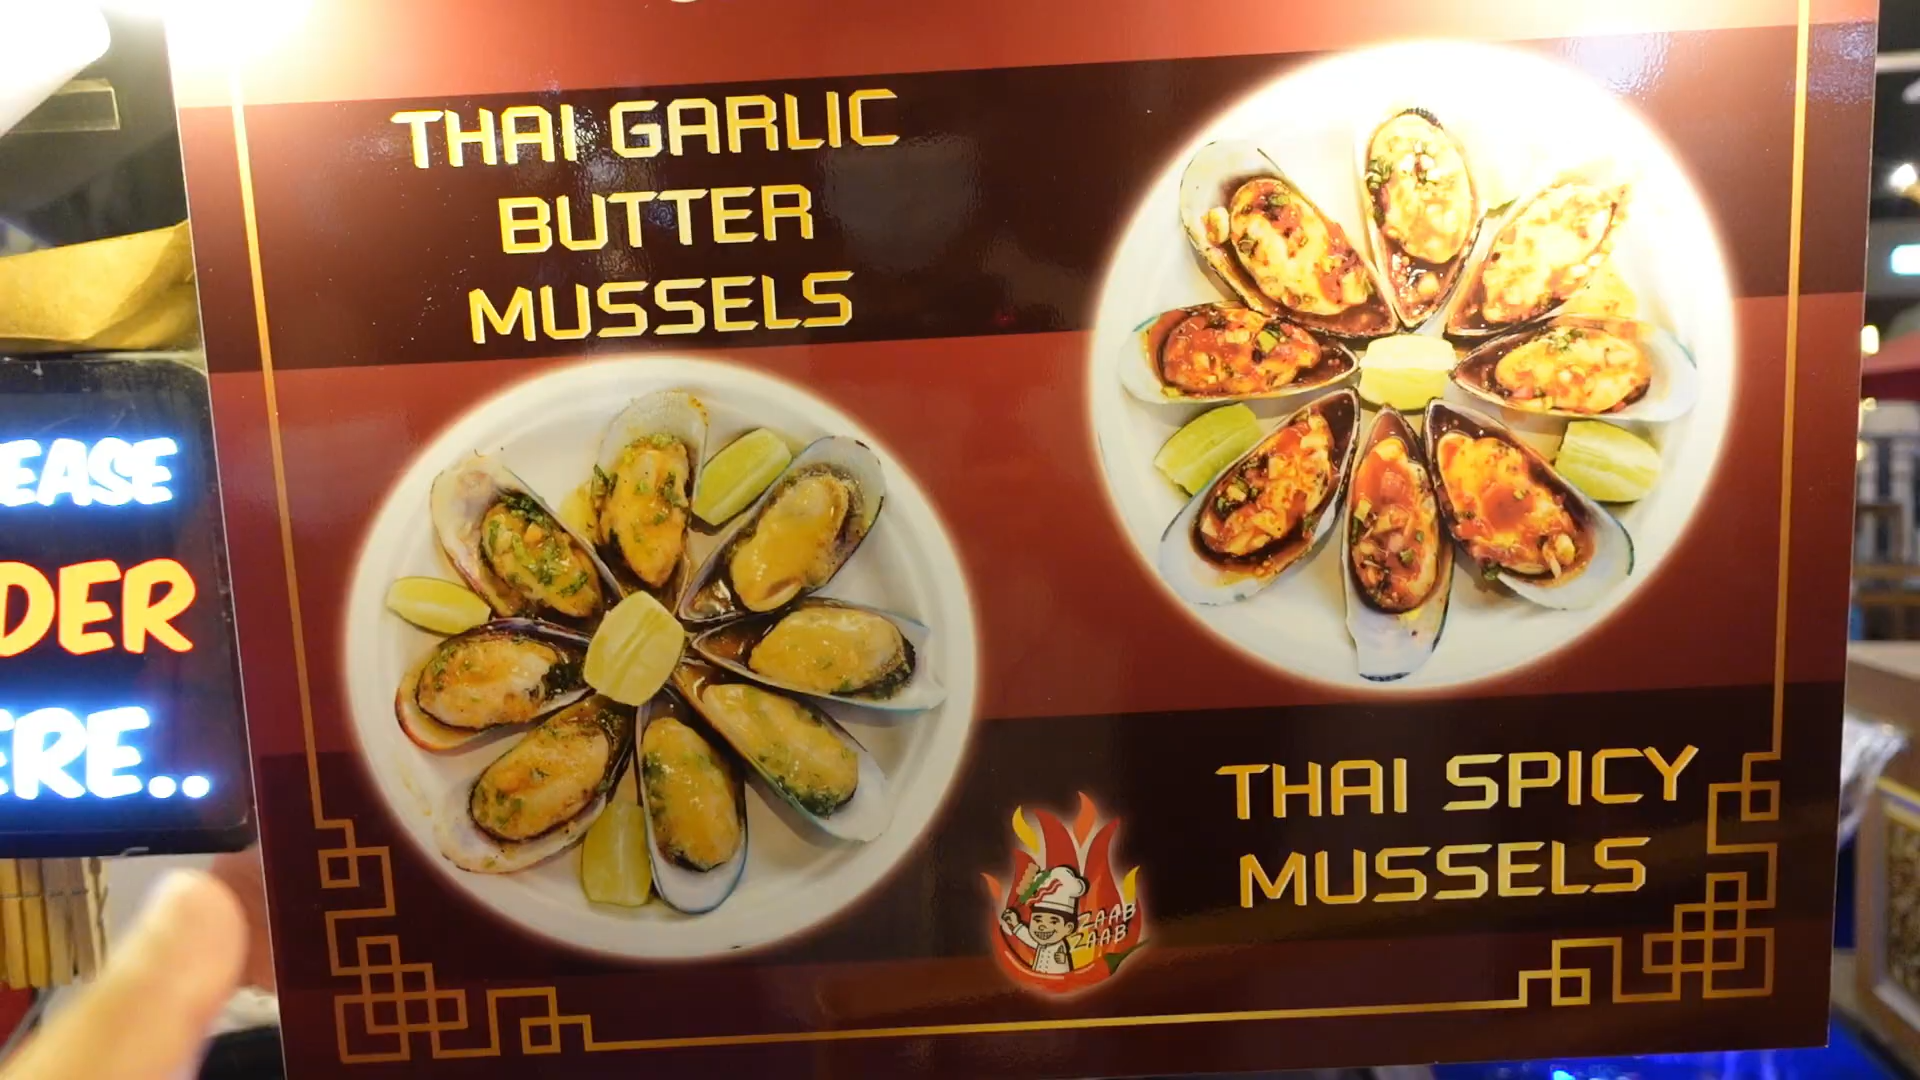 THAI GARLIC
BUTTER
MUSSELS
EASE
DER
ERE..
THAI SPICY
MUSSELS
ZAAB
ZAAB